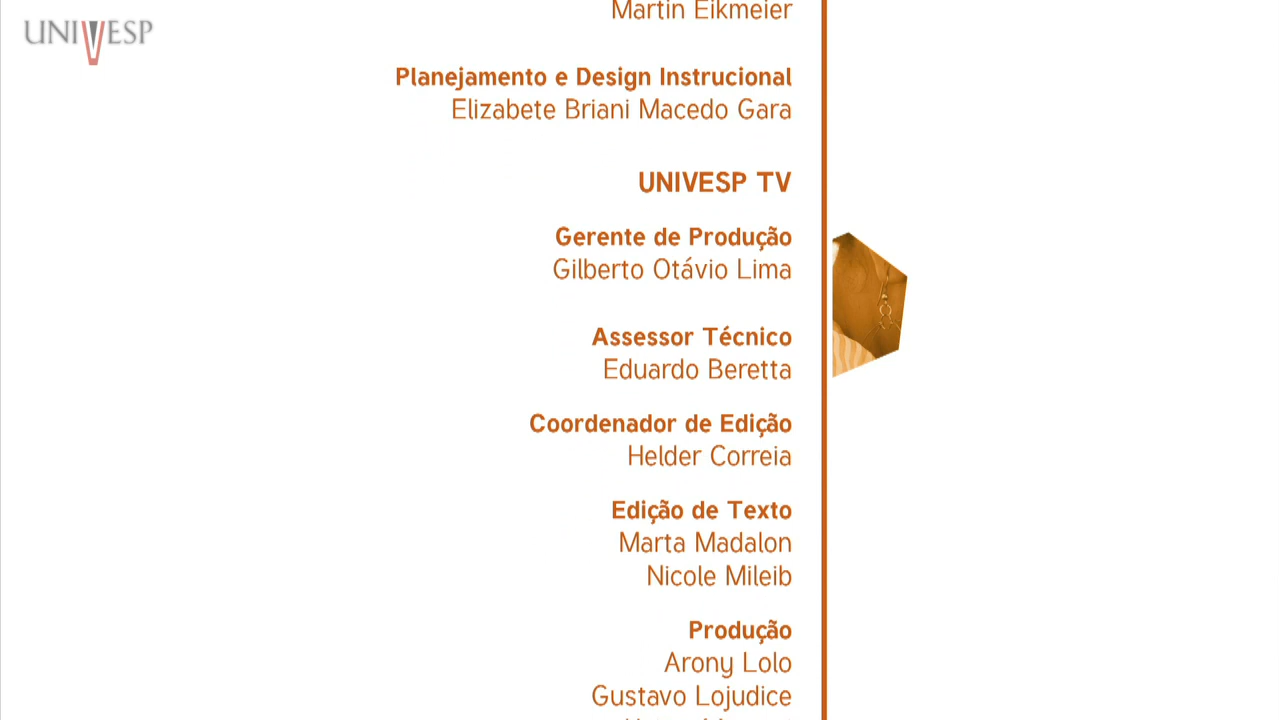 UNIVESP
Martin Eikmeier
Planejamento e Design Instrucional
Elizabete Briani Macedo Gara
UNIVESP TV
Gerente de Produção
Gilberto Otávio Lima
Assessor Técnico
Eduardo Beretta
Coordenador de Edição
Helder Correia
Edição de Texto
Marta Madalon
Nicole Mileib
Produção
Arony Lolo
Gustavo Lojudice